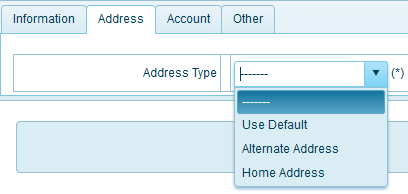 Information Address Account Other
Address Type -------- (*)
--------
Use Default
Alternate Address
Home Address